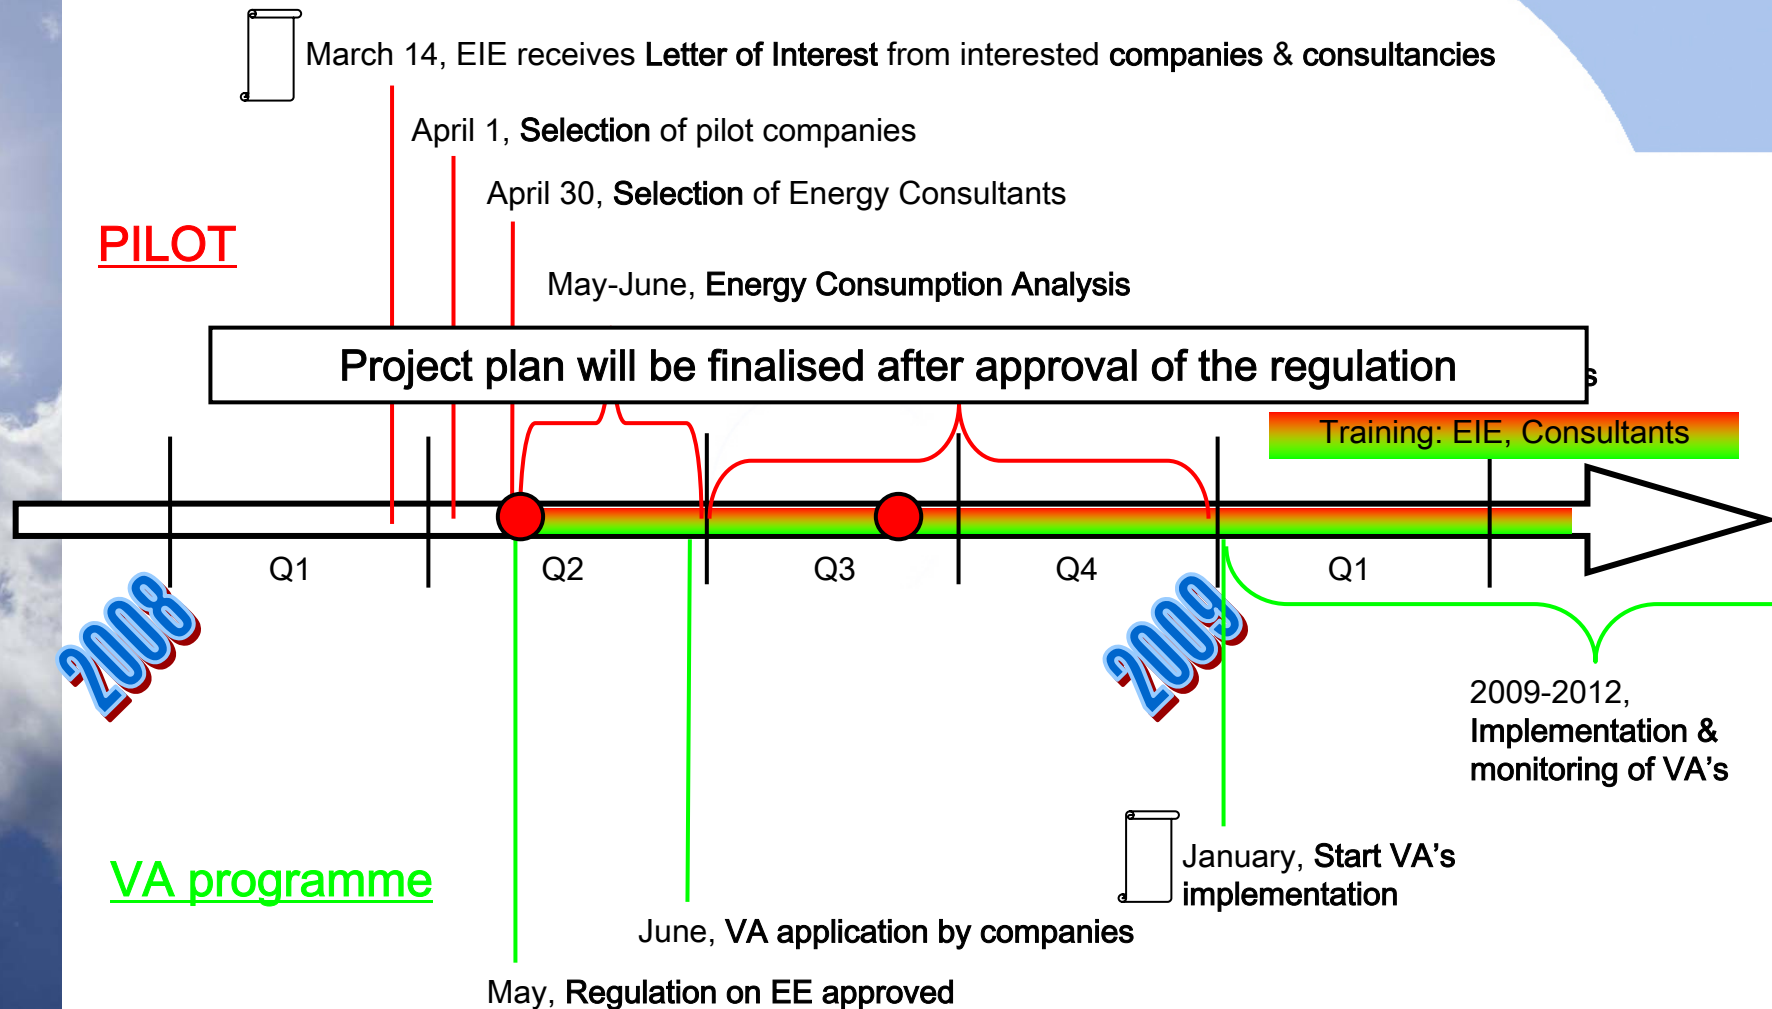 March 14, EIE receives Letter of Interest from interested companies & consultancies
April 1, Selection of pilot companies
April 30, Selection of Energy Consultants
PILOT
May-June, Energy Consumption Analysis
Project plan will be finalised after approval of the regulation
s
Training: EIE, Consultants
Q1 Q2 Q3 Q4 Q1
2008 2009
2009-2012,
Implementation &
monitoring of VA’s
January, Start VA’s
implementation
VA programme
June, VA application by companies
May, Regulation on EE approved